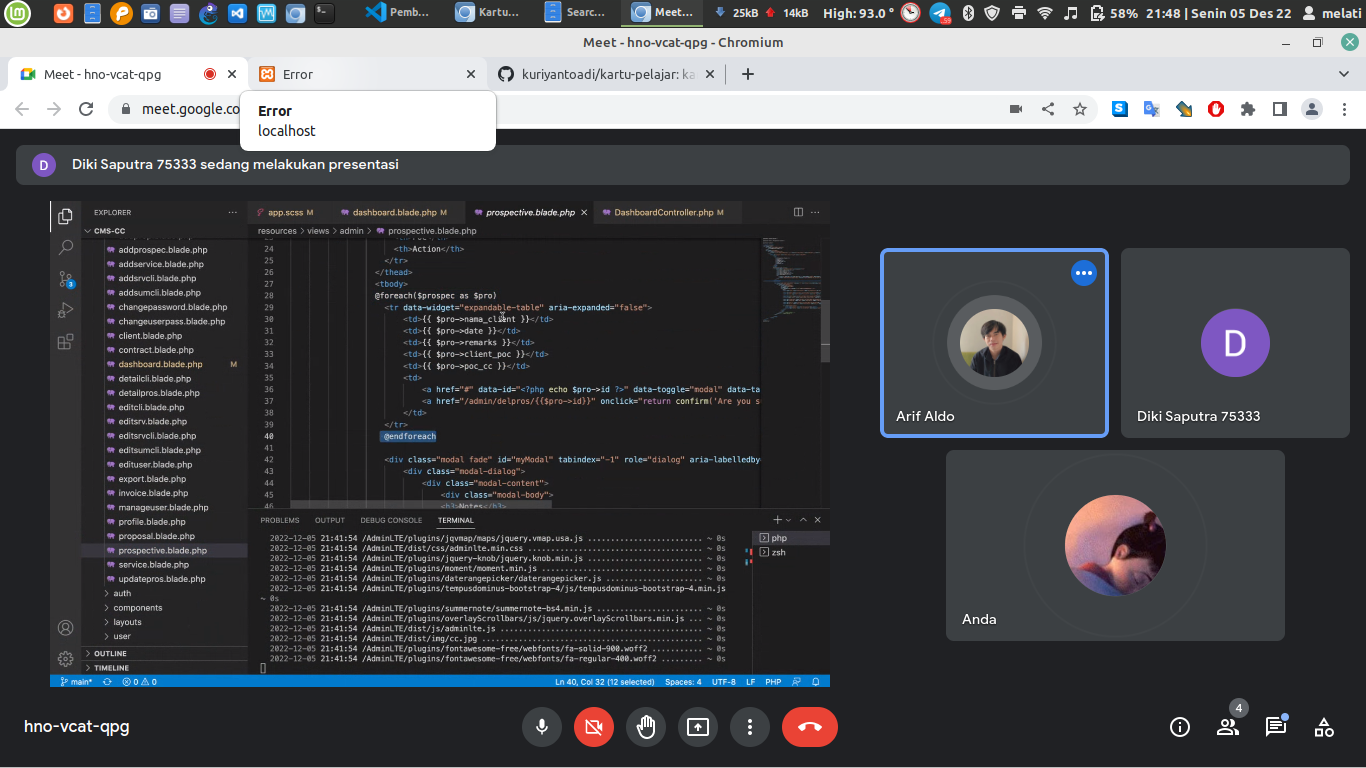 Pemb...
Kartu...
Searc...
Meet...
25kB
14kB
High: 93.0 °
59
58%
21:48 | Senin 05 Des 22
melati
Meet - hno-vcat-qpg - Chromium
Meet - hno-vcat-qpg
Error
kuriyantoadi/kartu-pelajar: ka
meet.google.co
Error
localhost
D
Diki Saputra 75333 sedang melakukan presentasi
EXPLORER
CMS-CC
addprospec.blade.php
addservice.blade.php
addsrvcli.blade.php
addsumcli.blade.php
changepassword.blade.php
changeuserpass.blade.php
client.blade.php
contract.blade.php
dashboard.blade.php M
detailcli.blade.php
detailpros.blade.php
editcli.blade.php
editsrv.blade.php
editsrvcli.blade.php
editsumcli.blade.php
edituser.blade.php
export.blade.php
invoice.blade.php
manageuser.blade.php
profile.blade.php
proposal.blade.php
prospective.blade.php
service.blade.php
updatepros.blade.php
auth
components
layouts
user
OUTLINE
TIMELINE
3
app.scss M
dashboard.blade.php M
prospective.blade.php
DashboardController.php M
resources > views > admin > prospective.blade.php
24 <th>Action</th>
25 </tr>
26 </thead>
27 <tbody>
28 @foreach($prospec as $pro)
29 <tr data-widget="expandable-table" aria-expanded="false">
30 <td>{{ $pro->nama_client }}</td>
31 <td>{{ $pro->date }}</td>
32 <td>{{ $pro->remarks }}</td>
33 <td>{{ $pro->client_poc }}</td>
34 <td>{{ $pro->poc_cc }}</td>
35 <td>
36 <a href="#" data-id="<?php echo $pro->id ?>" data-toggle="modal" data-ta
37 <a href="/admin/delpros/{{$pro->id}}" onclick="return confirm('Are you s
38 </td>
39 </tr>
40 @endforeach
41
42 <div class="modal fade" id="myModal" tabindex="-1" role="dialog" aria-labelledby=
43 <div class="modal-dialog">
44 <div class="modal-content">
45 <div class="modal-body">
46 <h3>Notes</h3>
PROBLEMS
OUTPUT
DEBUG CONSOLE
TERMINAL
php
zsh
2022-12-05 21:41:54 /AdminLTE/plugins/jqvmap/maps/jquery.vmap.usa.js ........................ ~ 0s
2022-12-05 21:41:54 /AdminLTE/dist/css/adminlte.min.css ..................................... ~ 0s
2022-12-05 21:41:54 /AdminLTE/plugins/jquery-knob/jquery.knob.min.js ........................ ~ 0s
2022-12-05 21:41:54 /AdminLTE/plugins/moment/moment.min.js .................................. ~ 0s
2022-12-05 21:41:54 /AdminLTE/plugins/daterangepicker/daterangepicker.js .................... ~ 0s
2022-12-05 21:41:54 /AdminLTE/plugins/tempusdominus-bootstrap-4/js/tempusdominus-bootstrap-4.min.js
~ 0s
2022-12-05 21:41:54 /AdminLTE/plugins/summernote/summernote-bs4.min.js ...................... ~ 0s
2022-12-05 21:41:54 /AdminLTE/plugins/overlayScrollbars/js/jquery.overlayScrollbars.min.js ... ~ 0s
2022-12-05 21:41:54 /AdminLTE/dist/js/adminlte.js ........................................... ~ 0s
2022-12-05 21:41:54 /AdminLTE/dist/img/cc.jpg ............................................... ~ 0s
2022-12-05 21:41:54 /AdminLTE/plugins/fontawesome-free/webfonts/fa-solid-900.woff2 .......... ~ 0s
2022-12-05 21:41:54 /AdminLTE/plugins/fontawesome-free/webfonts/fa-regular-400.woff2 ........ ~ 0s
main*
0
0
Ln 40, Col 32 (12 selected)
Spaces: 4
UTF-8
LF
PHP
Arif Aldo
D
Diki Saputra 75333
Anda
hno-vcat-qpg
4